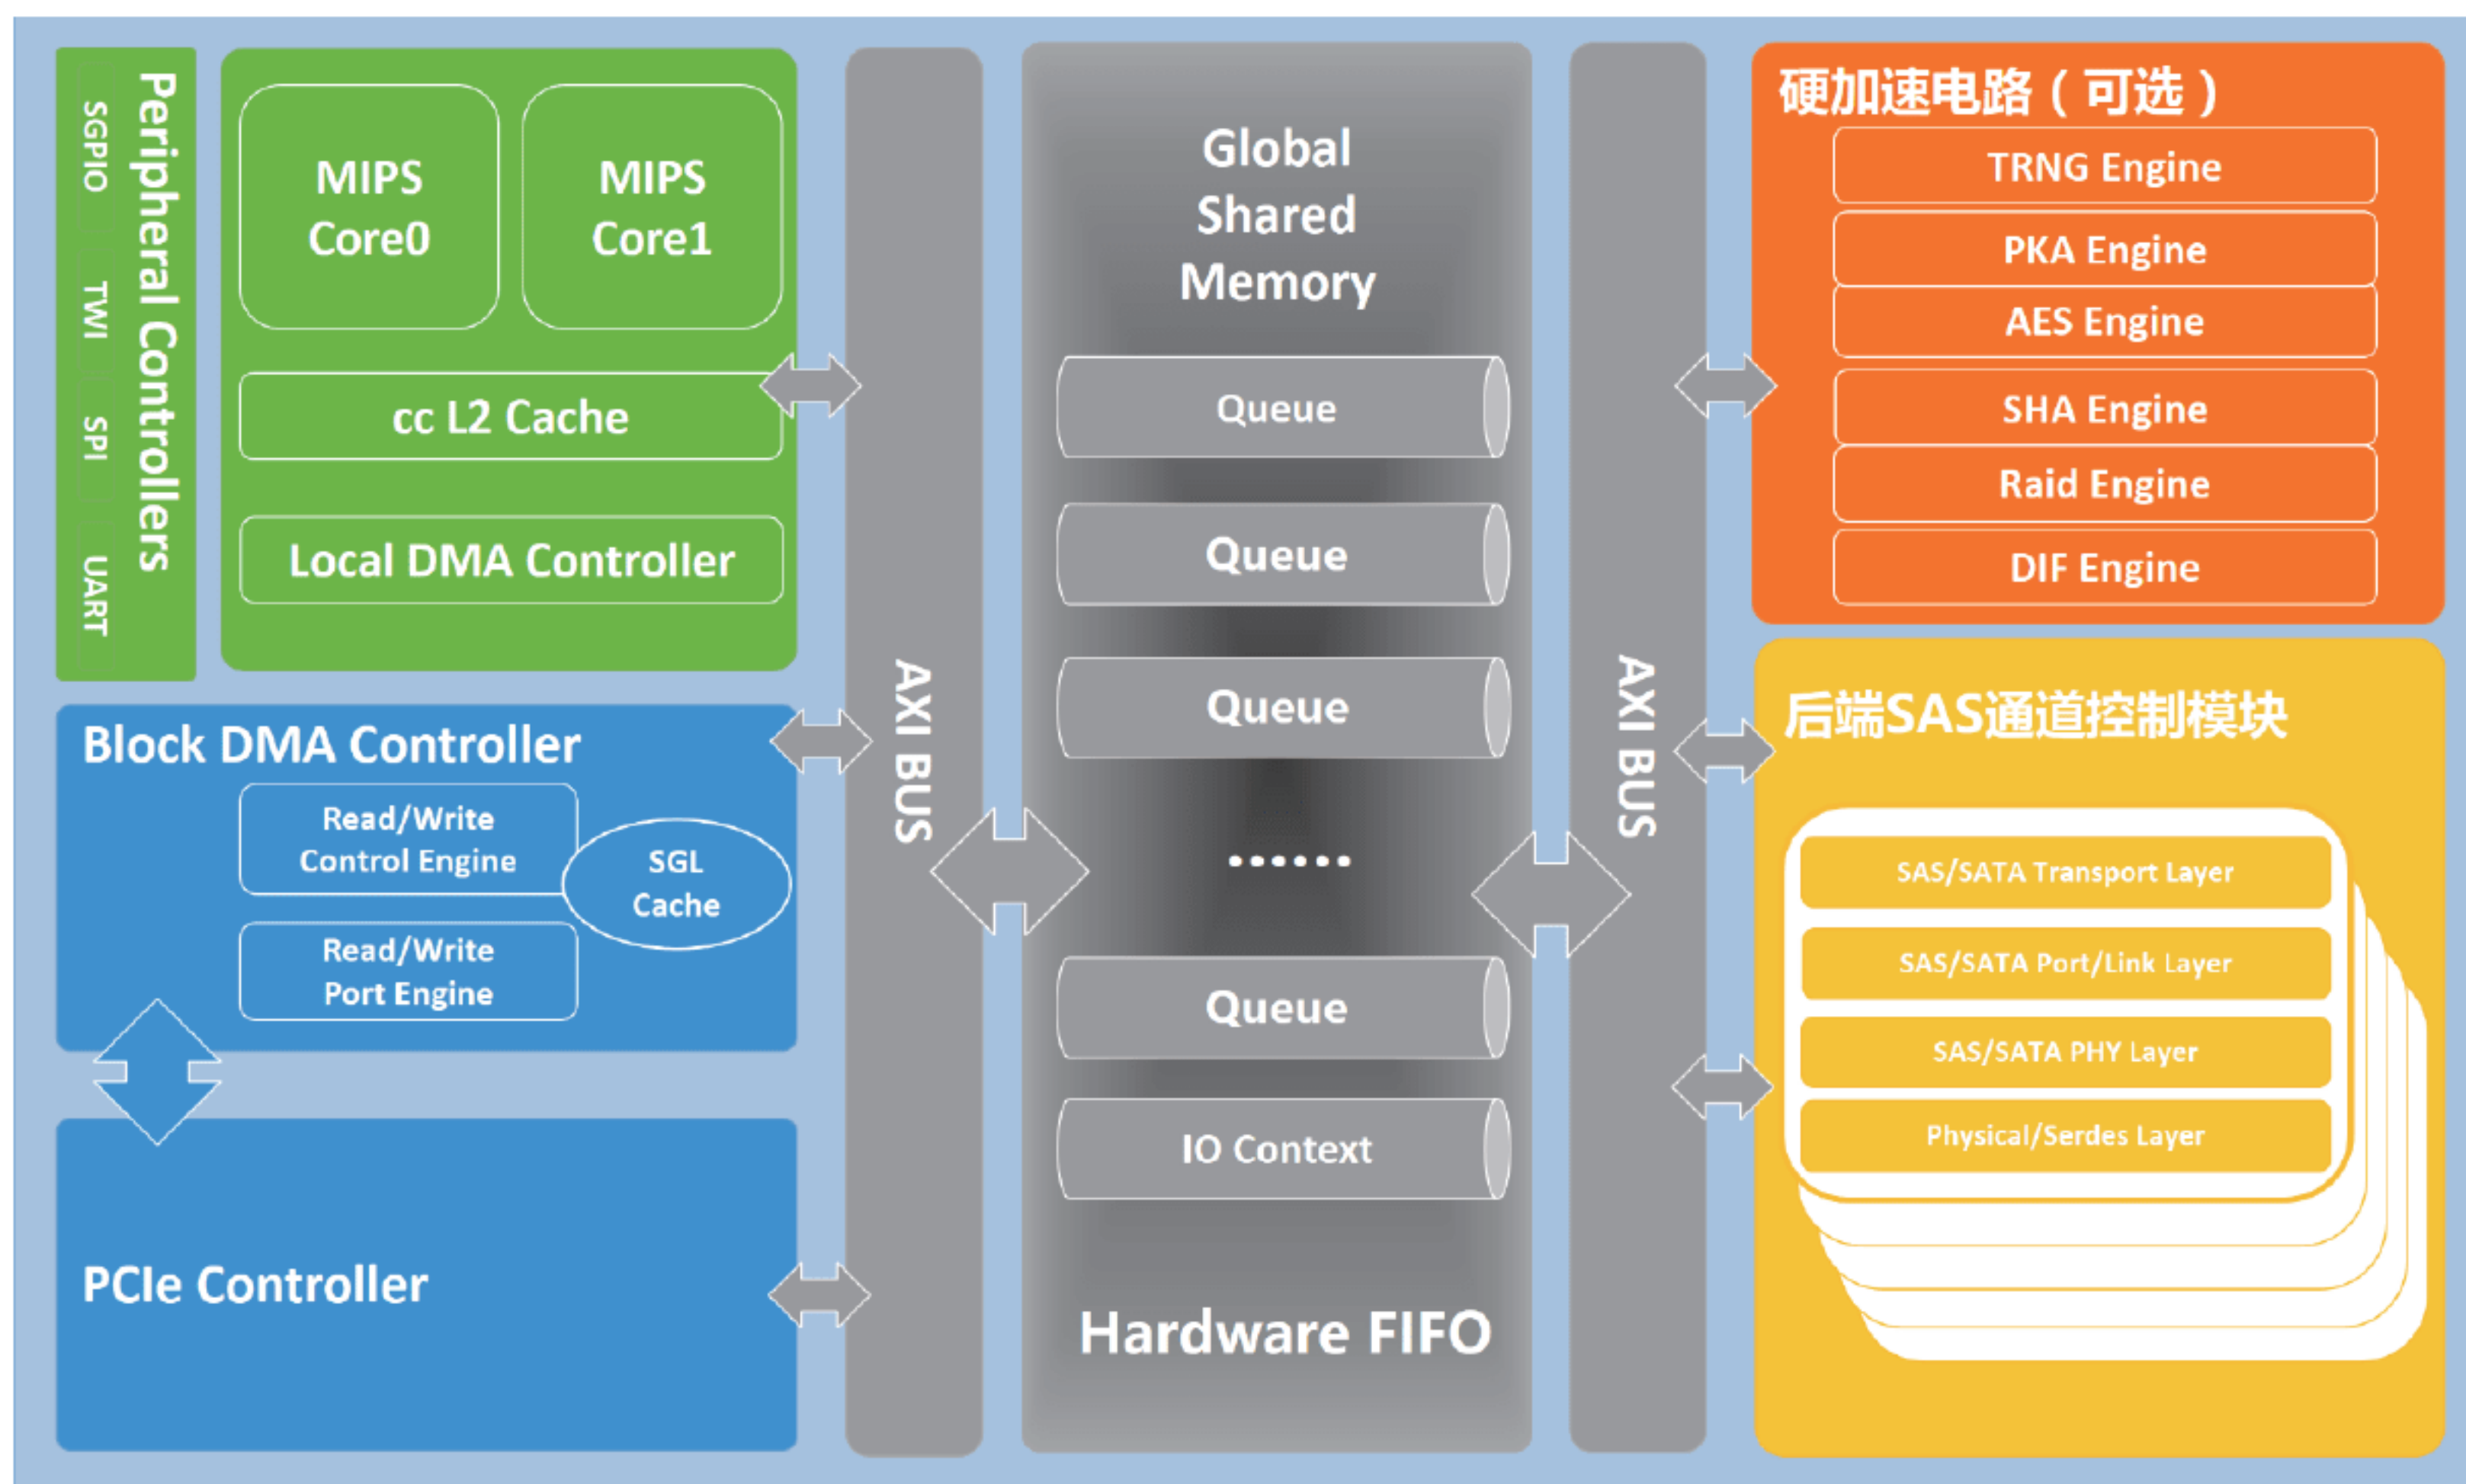 Peripheral Controllers
SGPIO
TWI
SPI
UART
MIPS
Core0
MIPS
Core1
cc L2 Cache
Local DMA Controller
Block DMA Controller
Read/Write
Control Engine
SGL
Cache
Read/Write
Port Engine
PCIe Controller
AXI BUS
Global
Shared
Memory
Queue
Queue
Queue
......
Queue
IO Context
Hardware FIFO
AXI BUS
硬加速电路（可选）
TRNG Engine
PKA Engine
AES Engine
SHA Engine
Raid Engine
DIF Engine
后端SAS通道控制模块
SAS/SATA Transport Layer
SAS/SATA Port/Link Layer
SAS/SATA PHY Layer
Physical/Serdes Layer